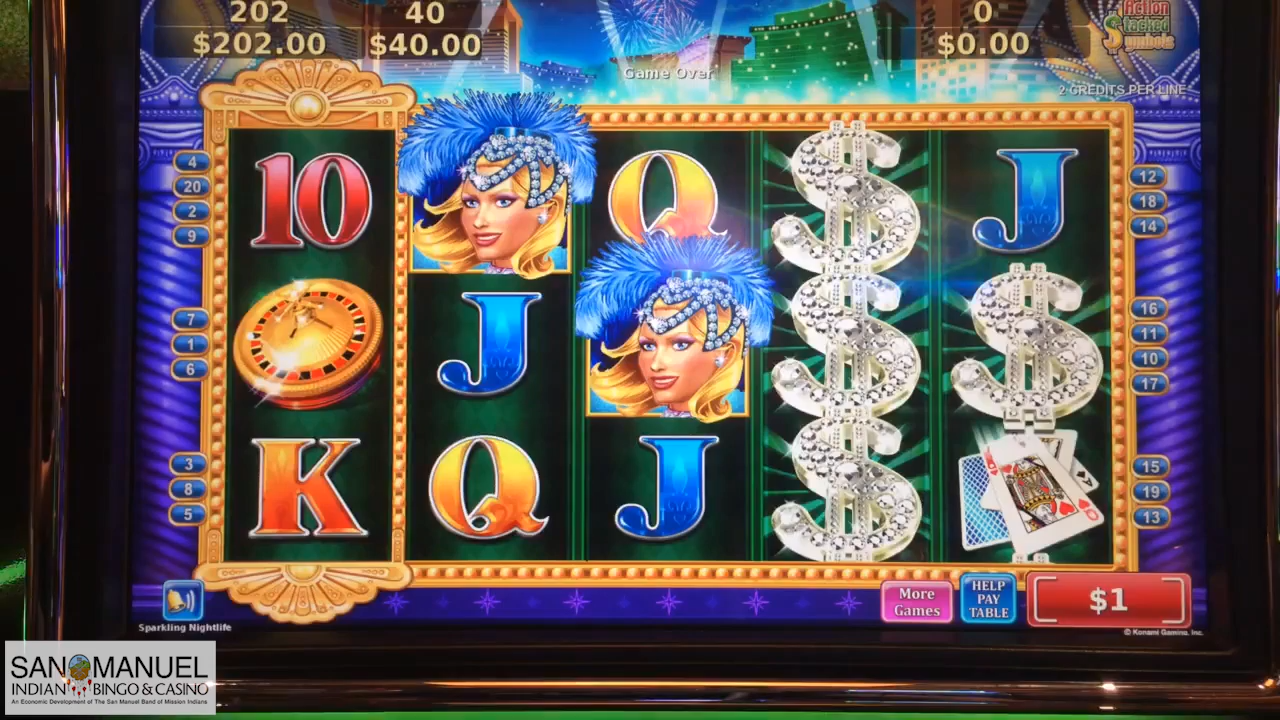 202
40
0
$202.00
$40.00
$0.00
Action
Stacked
Symbols
Game Over
2 CREDITS PER LINE
10
Q
$
J
4
20
2
9
12
18
14
J
$
$
7
1
6
16
11
10
17
K
Q
J
$
3
8
5
15
19
13
More
Games
HELP
PAY
TABLE
$1
Sparkling Nightlife
© Konami Gaming, Inc.
SAN MANUEL
INDIAN BINGO & CASINO
An Economic Development of The San Manuel Band of Mission Indians